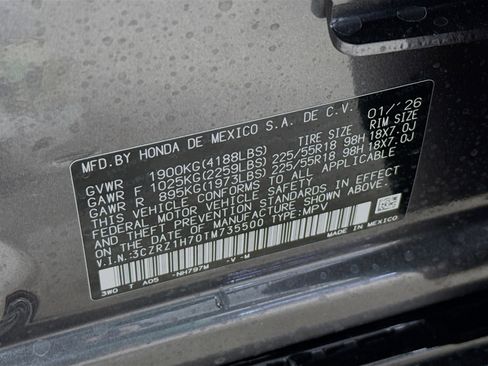 MFD. BY HONDA DE MEXICO S.A. DE C.V. 01/'26
TIRE SIZE RIM SIZE
GVWR 1900KG(4188LBS)
GAWR F 1025KG(2259LBS) 225/55R18 98H 18X7.0J
GAWR R 895KG(1973LBS) 225/55R18 98H 18X7.0J
THIS VEHICLE CONFORMS TO ALL APPLICABLE
FEDERAL MOTOR VEHICLE SAFETY
AND THEFT PREVENTION STANDARDS IN EFFECT
ON THE DATE OF MANUFACTURE SHOWN ABOVE.
V.I.N.:3CZRZ1H70TM735500 TYPE:MPV
3WO T A05 -NH797M -V -M
MEXICO